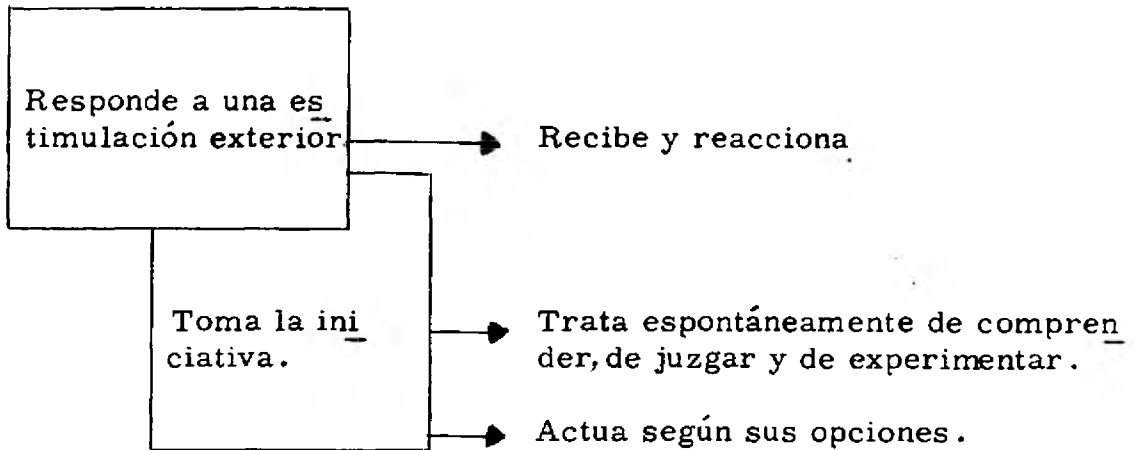 Responde a una es
timulación exterior
Recibe y reacciona
Toma la ini
ciativa.
Trata espontáneamente de compren
der, de juzgar y de experimentar.
Actua según sus opciones.